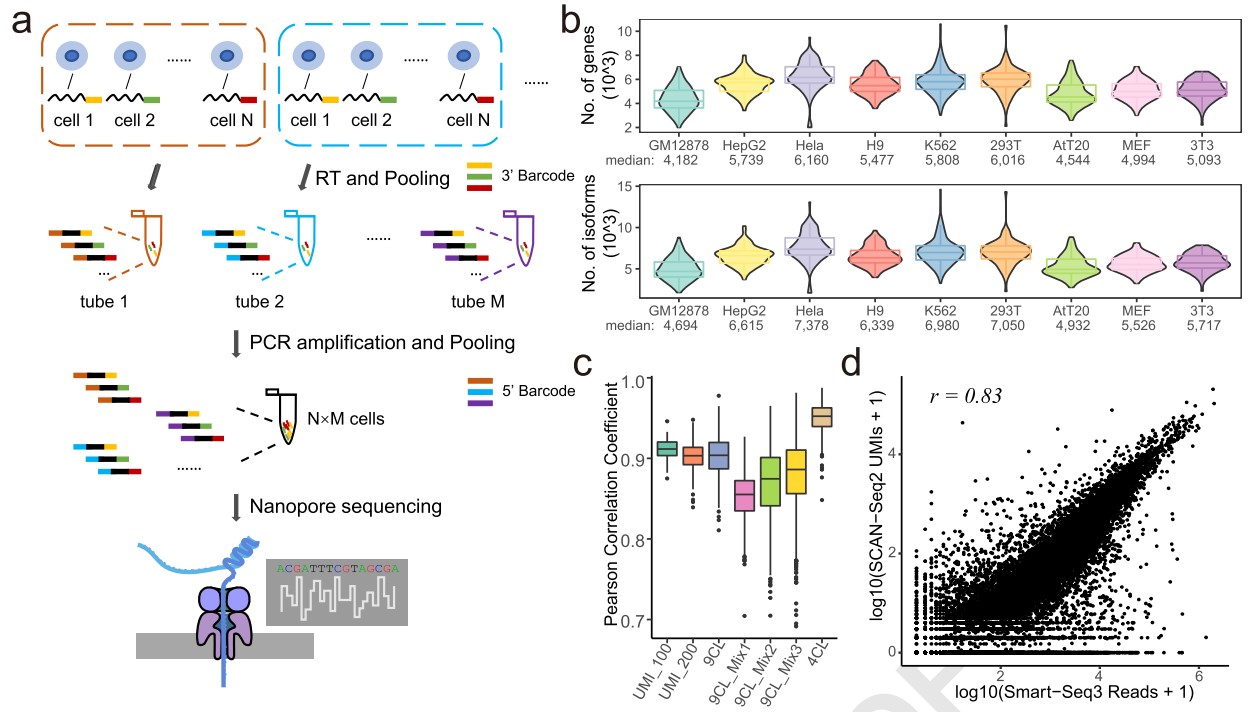 a
cell 1 cell 2 ...... cell N
cell 1 cell 2 ...... cell N
......
RT and Pooling
3' Barcode
......
... ... ...
tube 1 tube 2 tube M
PCR amplification and Pooling
5' Barcode
N×M cells
......
Nanopore sequencing
ACGATTTCGTAGCGA
b
No. of genes
(10^3)
10
8
6
4
2
GM12878 HepG2 Hela H9 K562 293T AtT20 MEF 3T3
median: 4,182 5,739 6,160 5,477 5,808 6,016 4,544 4,994 5,093
No. of isoforms
(10^3)
15
10
5
GM12878 HepG2 Hela H9 K562 293T AtT20 MEF 3T3
median: 4,694 6,615 7,378 6,339 6,980 7,050 4,932 5,526 5,717
c
Pearson Correlation Coefficient
1.0
0.9
0.8
0.7
UMI_100 UMI_200 9CL 9CL_Mix1 9CL_Mix2 9CL_Mix3 4CL
d
r = 0.83
log10(SCAN−Seq2 UMIs + 1)
4
2
0
2 4 6
log10(Smart−Seq3 Reads + 1)